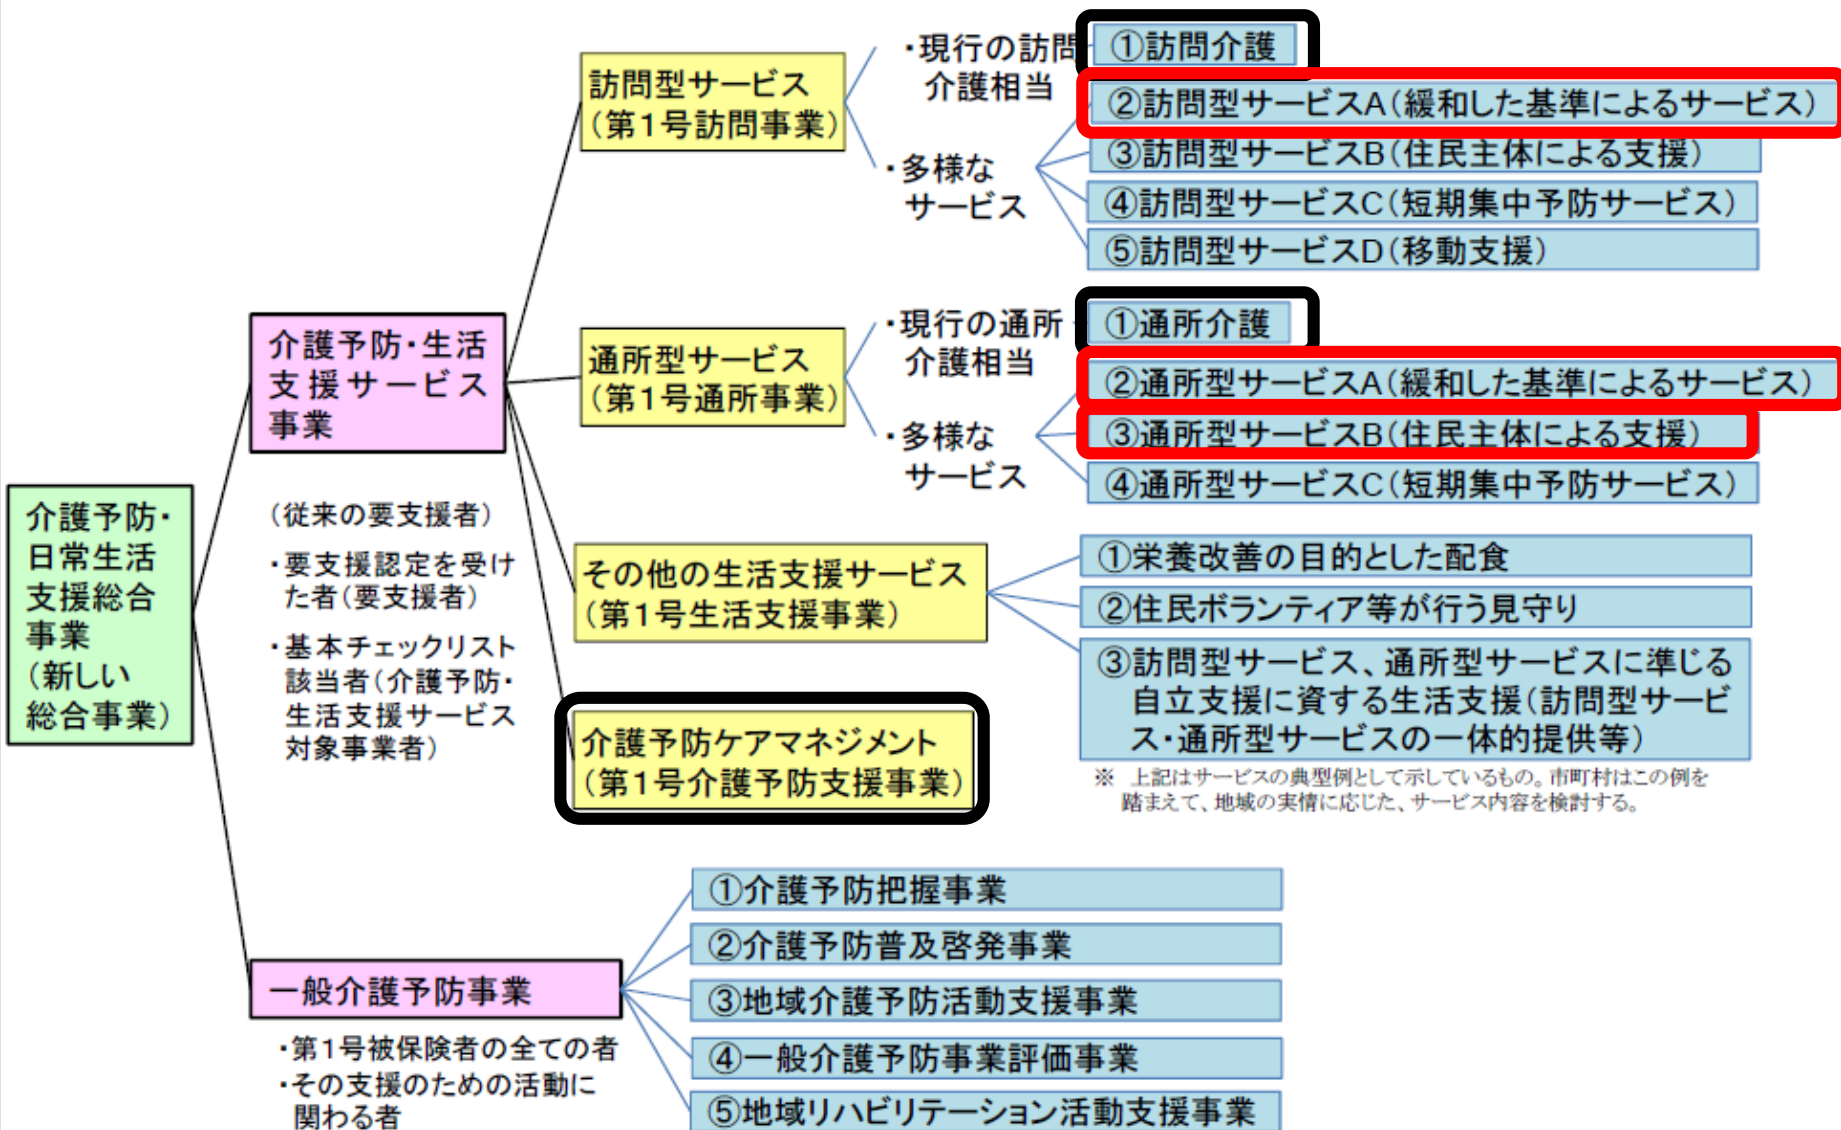 介護予防・
日常生活
支援総合
事業
（新しい
総合事業）
介護予防・生活
支援サービス
事業
（従来の要支援者）
・要支援認定を受け
た者（要支援者）
・基本チェックリスト
該当者（介護予防・
生活支援サービス
対象事業者）
訪問型サービス
（第1号訪問事業）
・現行の訪問
介護相当
①訪問介護
・多様な
サービス
②訪問型サービスA（緩和した基準によるサービス）
③訪問型サービスB（住民主体による支援）
④訪問型サービスC（短期集中予防サービス）
⑤訪問型サービスD（移動支援）
通所型サービス
（第1号通所事業）
・現行の通所
介護相当
①通所介護
・多様な
サービス
②通所型サービスA（緩和した基準によるサービス）
③通所型サービスB（住民主体による支援）
④通所型サービスC（短期集中予防サービス）
その他の生活支援サービス
（第1号生活支援事業）
①栄養改善の目的とした配食
②住民ボランティア等が行う見守り
③訪問型サービス、通所型サービスに準じる
自立支援に資する生活支援（訪問型サービ
ス・通所型サービスの一体的提供等）
※ 上記はサービスの典型例として示しているもの。市町村はこの例を
踏まえて、地域の実情に応じた、サービス内容を検討する。
介護予防ケアマネジメント
（第1号介護予防支援事業）
一般介護予防事業
・第1号被保険者の全ての者
・その支援のための活動に
関わる者
①介護予防把握事業
②介護予防普及啓発事業
③地域介護予防活動支援事業
④一般介護予防事業評価事業
⑤地域リハビリテーション活動支援事業